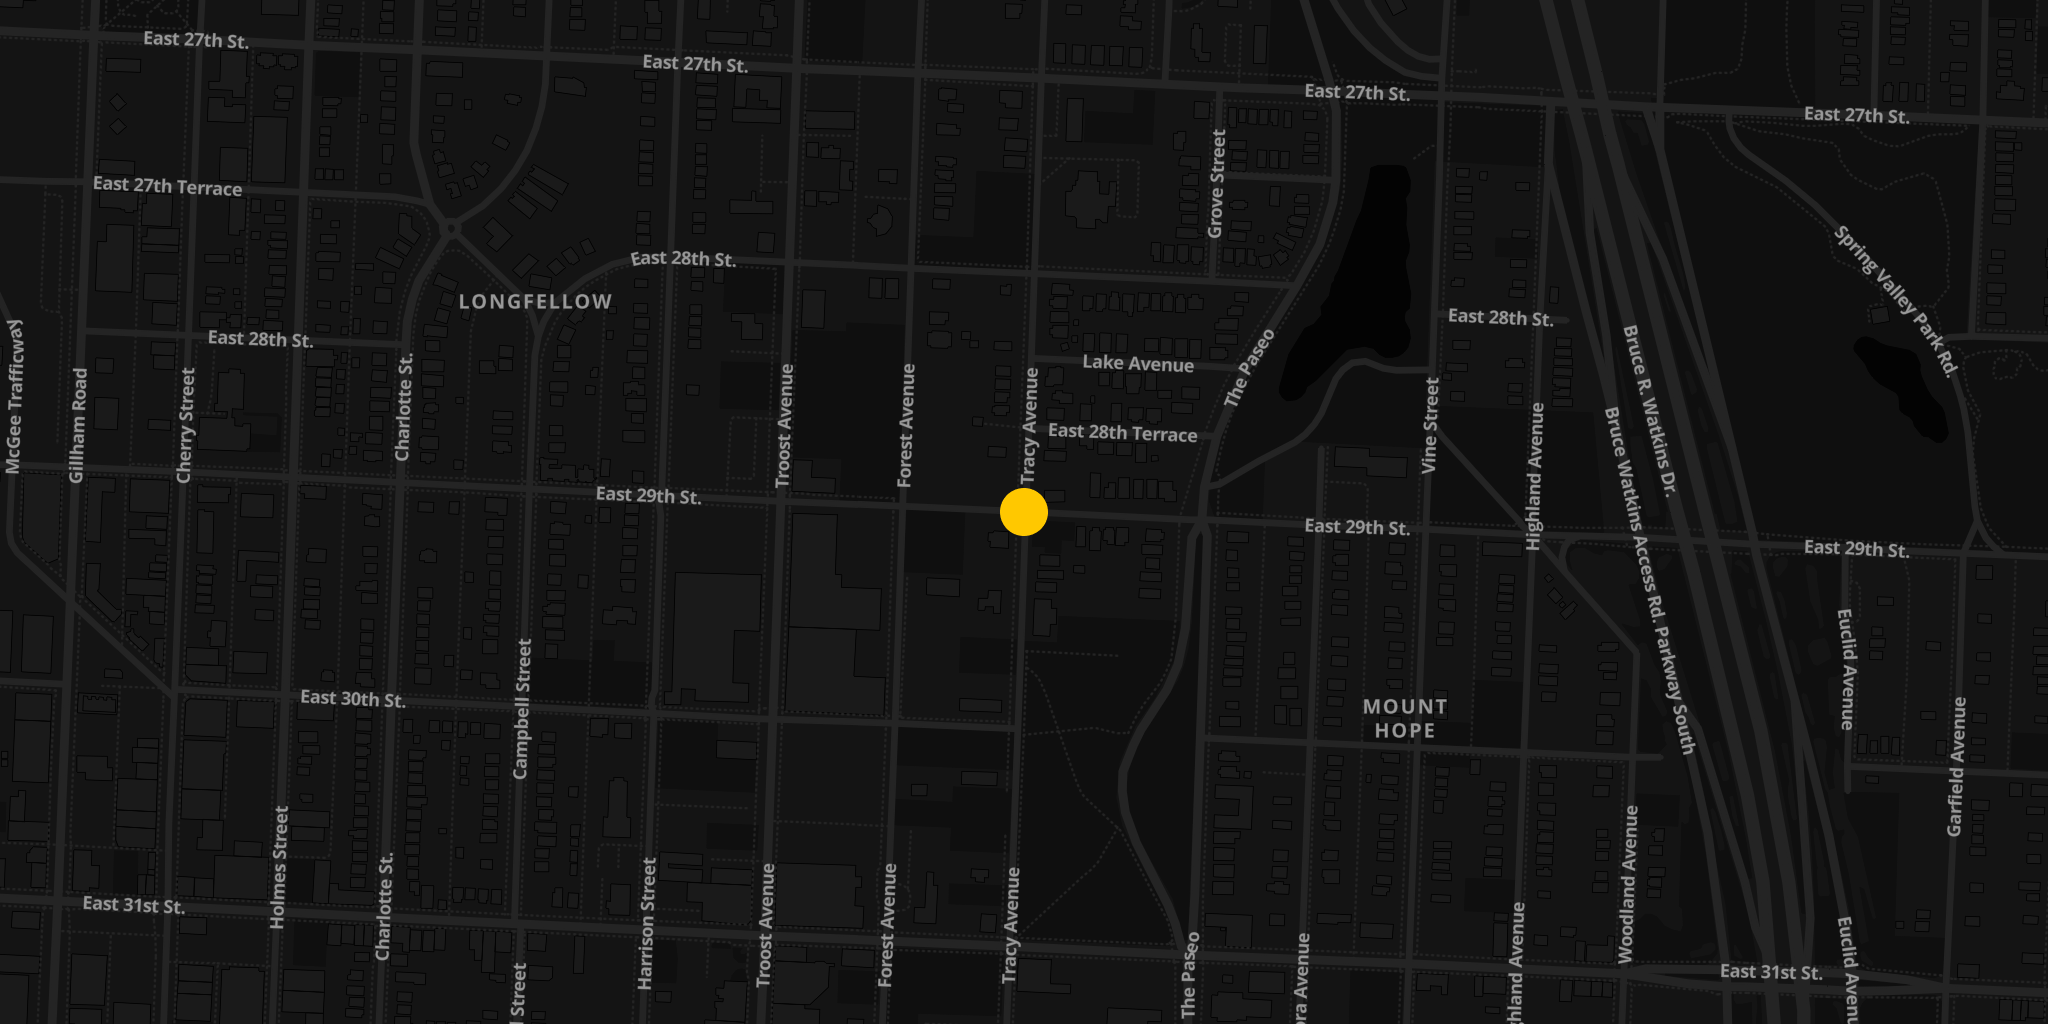 East 27th St.
East 27th St.
East 27th St.
East 27th St.
East 27th Terrace
Grove Street
Spring Valley Park Rd.
East 28th St.
LONGFELLOW
East 28th St.
East 28th St.
McGee Trafficway
Gillham Road
Cherry Street
Charlotte St.
Troost Avenue
Forest Avenue
Tracy Avenue
Lake Avenue
The Paseo
East 28th Terrace
Vine Street
Highland Avenue
Bruce R. Watkins Dr.
Bruce Watkins Access Rd. Parkway South
East 29th St.
East 29th St.
East 29th St.
Euclid Avenue
Garfield Avenue
East 30th St.
Campbell Street
MOUNT
HOPE
Holmes Street
Charlotte St.
Harrison Street
Troost Avenue
Forest Avenue
Tracy Avenue
The Paseo
Woodland Avenue
East 31st St.
East 31st St.
Street
Avenue
Avenue
Euclid